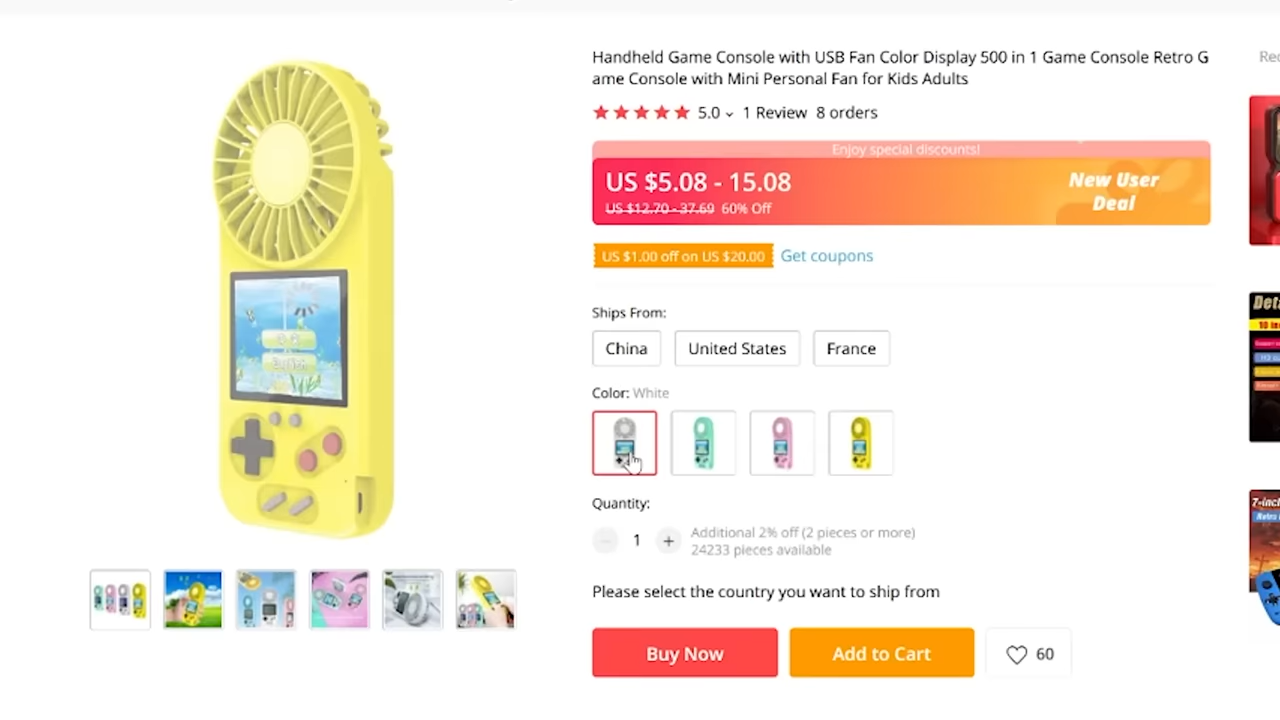 Handheld Game Console with USB Fan Color Display 500 in 1 Game Console Retro G
ame Console with Mini Personal Fan for Kids Adults
5.0 1 Review 8 orders
Enjoy special discounts!
US $5.08 - 15.08
US $12.70 - 37.69 60% Off
New User
Deal
US $1.00 off on US $20.00 Get coupons
Ships From:
China United States France
Color: White
Quantity:
1
Additional 2% off (2 pieces or more)
24233 pieces available
Please select the country you want to ship from
Buy Now Add to Cart 60
Rec
Deta
7-inch